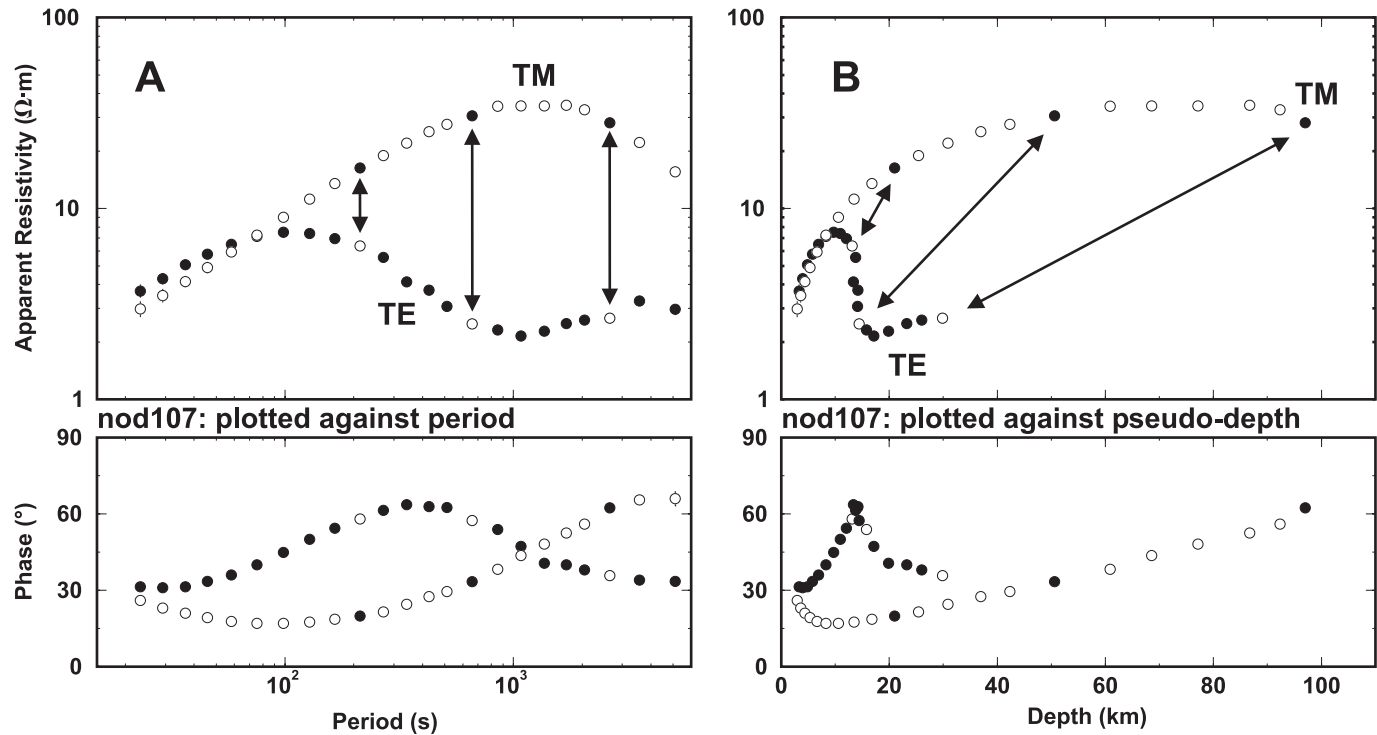 100
10
1
Apparent Resistivity (Ω·m)
A
TM
TE
nod107: plotted against period
90
60
30
0
Phase (°)
10²
10³
Period (s)
100
10
1
B
TM
TE
nod107: plotted against pseudo-depth
90
60
30
0
0 20 40 60 80 100
Depth (km)